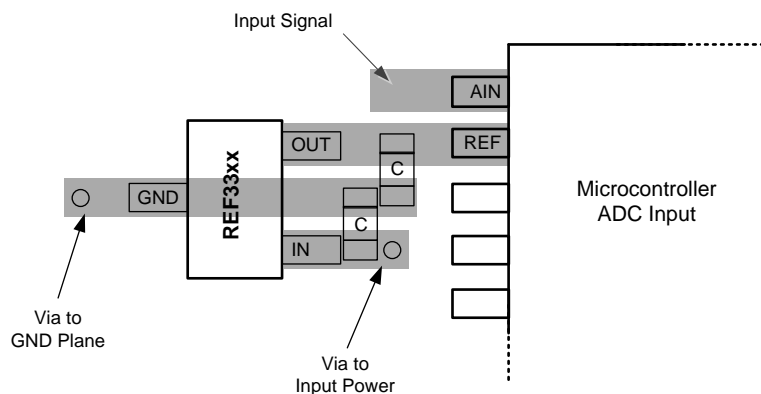 Input Signal
AIN
OUT
REF
C
Microcontroller
ADC Input
GND
REF33xx
C
IN
Via to
GND Plane
Via to
Input Power